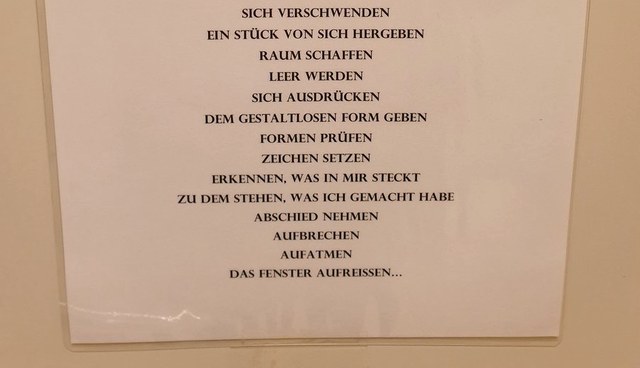 SICH VERSCHWENDEN
EIN STÜCK VON SICH HERGEBEN
RAUM SCHAFFEN
LEER WERDEN
SICH AUSDRÜCKEN
DEM GESTALTLOSEN FORM GEBEN
FORMEN PRÜFEN
ZEICHEN SETZEN
ERKENNEN, WAS IN MIR STECKT
ZU DEM STEHEN, WAS ICH GEMACHT HABE
ABSCHIED NEHMEN
AUFBRECHEN
AUFATMEN
DAS FENSTER AUFREISSEN...